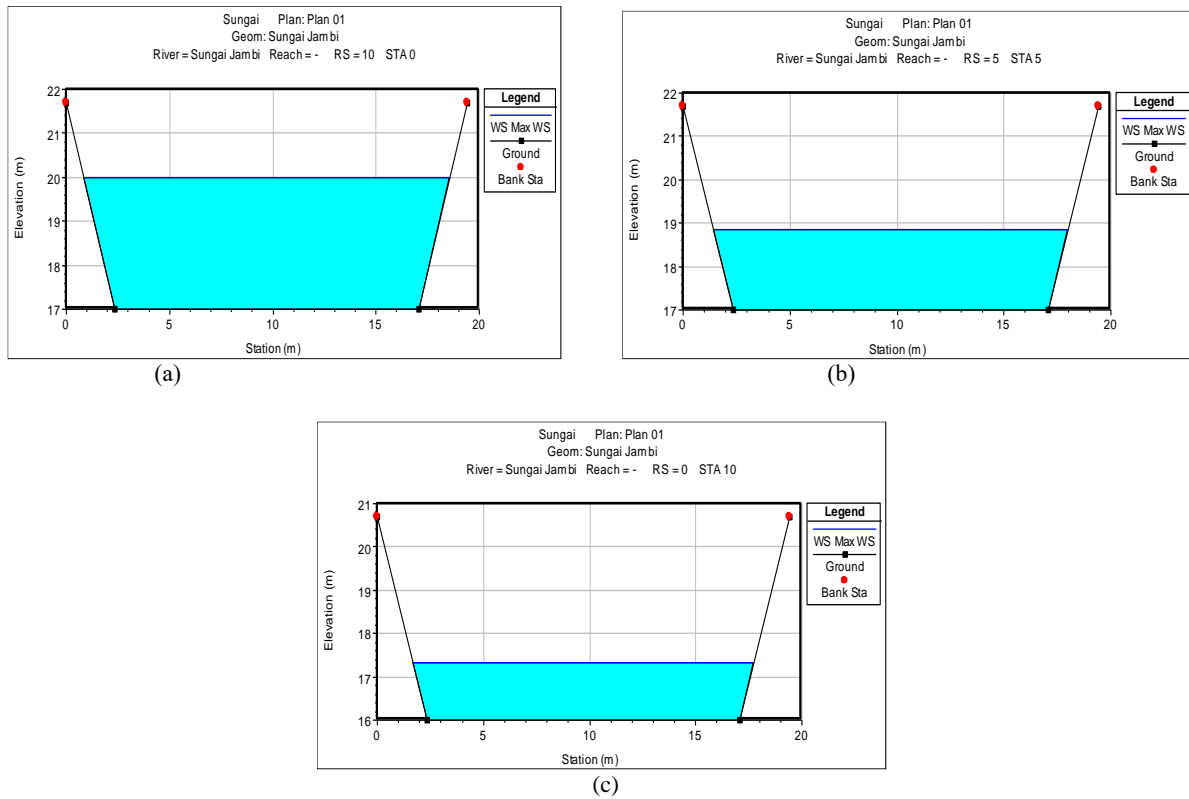 Sungai Plan: Plan 01
Geom: Sungai Jambi
River = Sungai Jambi Reach = - RS = 10 STA 0
22
21
20
19
18
17
Elevation (m)
0 5 10 15 20
Station (m)
Legend
WS Max WS
Ground
Bank Sta
(a)
Sungai Plan: Plan 01
Geom: Sungai Jambi
River = Sungai Jambi Reach = - RS = 5 STA 5
22
21
20
19
18
17
Elevation (m)
0 5 10 15 20
Station (m)
Legend
WS Max WS
Ground
Bank Sta
(b)
Sungai Plan: Plan 01
Geom: Sungai Jambi
River = Sungai Jambi Reach = - RS = 0 STA 10
21
20
19
18
17
16
Elevation (m)
0 5 10 15 20
Station (m)
Legend
WS Max WS
Ground
Bank Sta
(c)